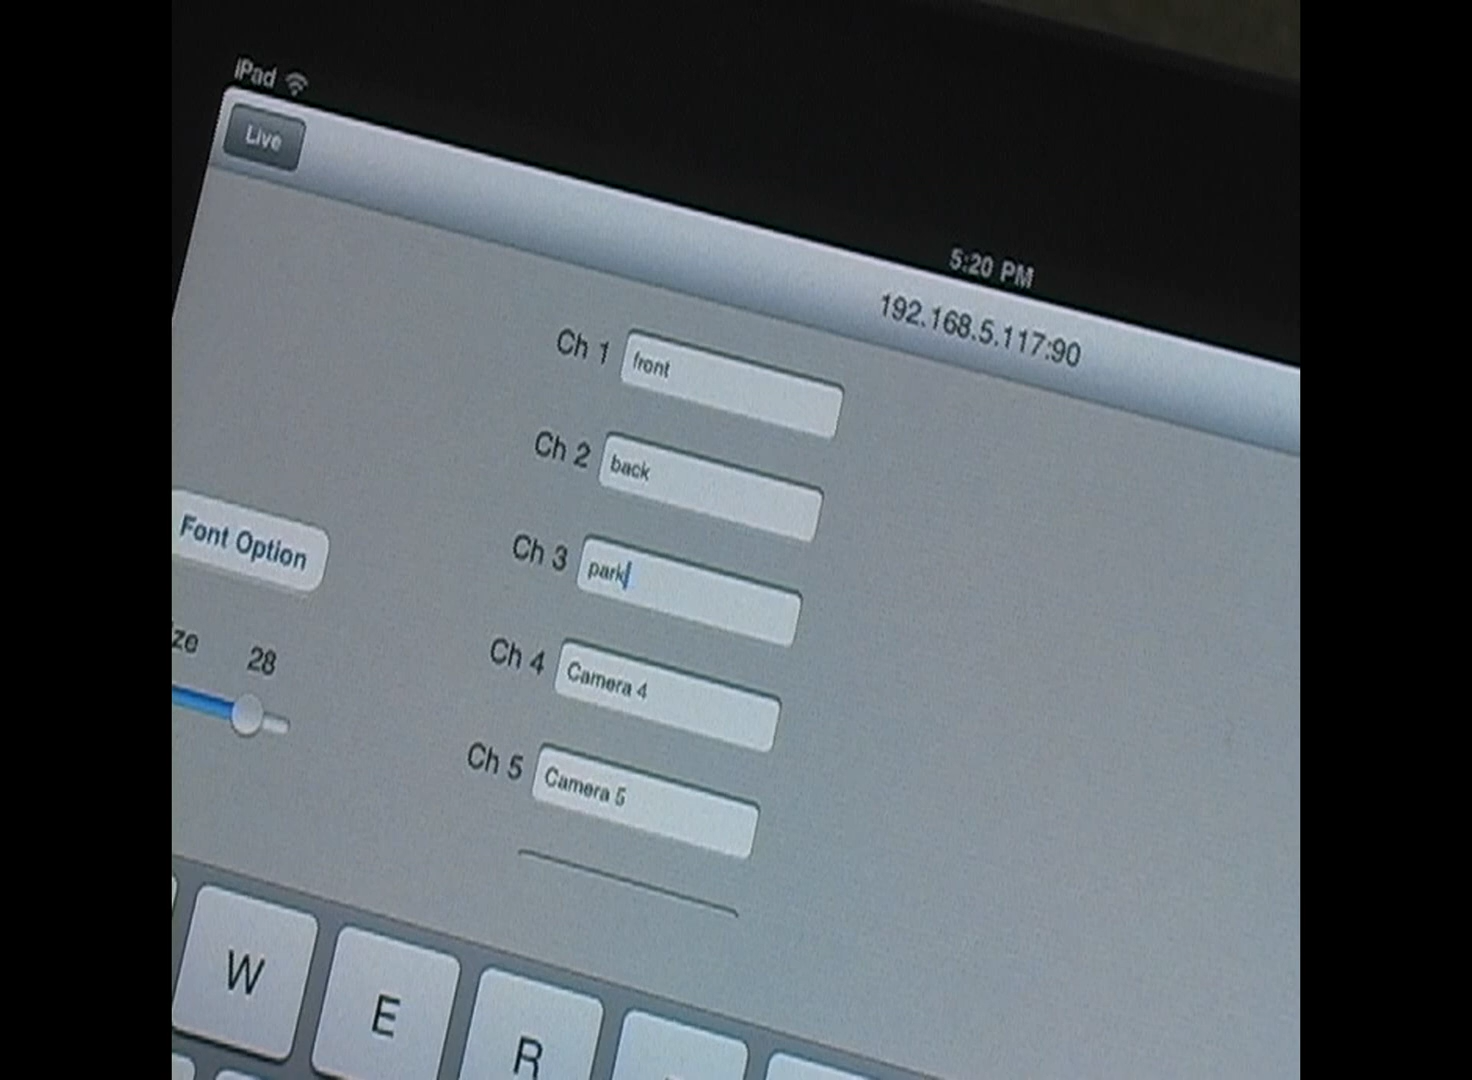 iPad
Live
5:20 PM
192.168.5.117:90
Ch 1 front
Ch 2 back
Ch 3 park
Ch 4 Camera 4
Ch 5 Camera 5
Font Option
ze 28
W E R